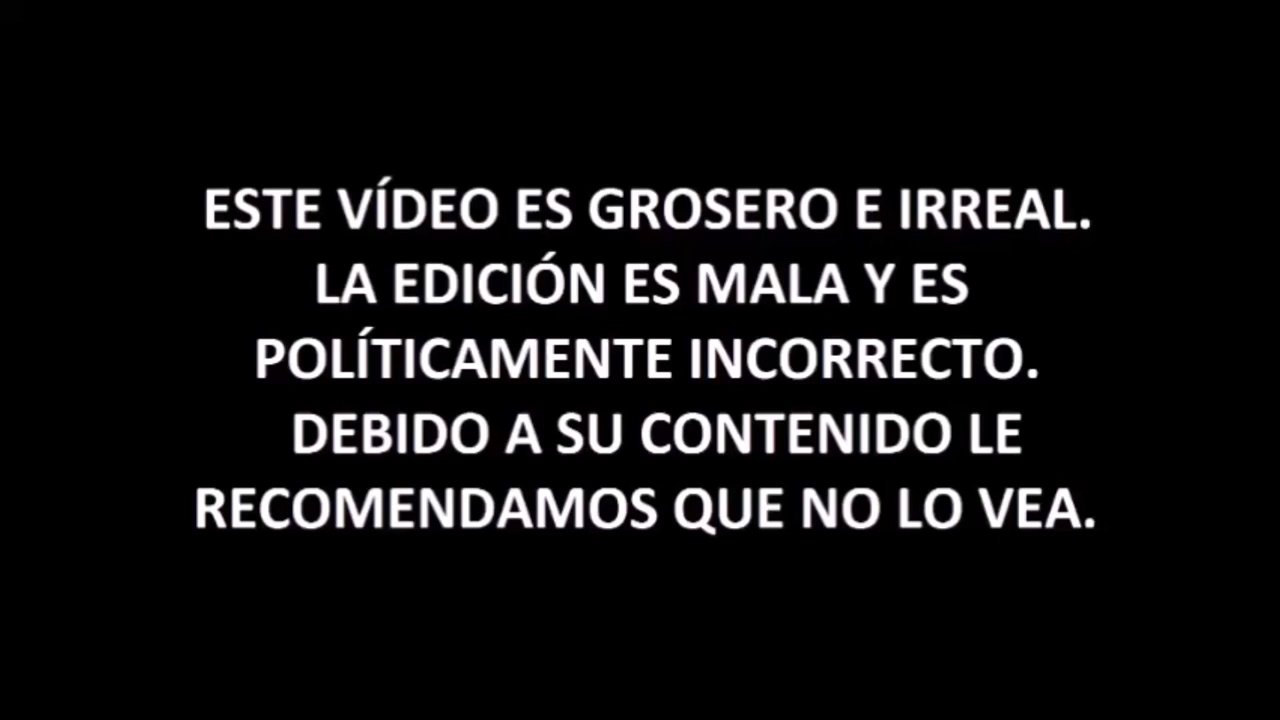 ESTE VÍDEO ES GROSERO E IRREAL.
LA EDICIÓN ES MALA Y ES
POLÍTICAMENTE INCORRECTO.
DEBIDO A SU CONTENIDO LE
RECOMENDAMOS QUE NO LO VEA.